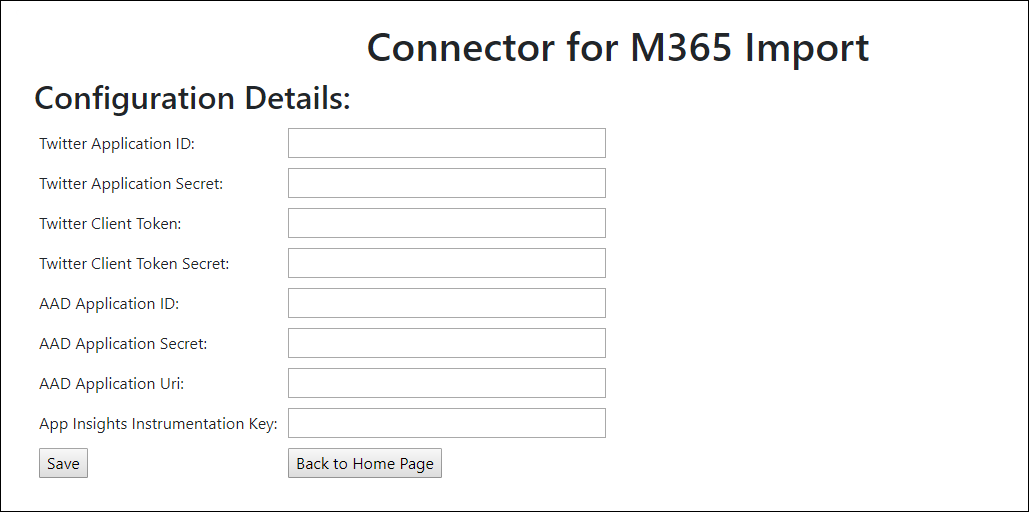 Connector for M365 Import
Configuration Details:
Twitter Application ID:
Twitter Application Secret:
Twitter Client Token:
Twitter Client Token Secret:
AAD Application ID:
AAD Application Secret:
AAD Application Uri:
App Insights Instrumentation Key:
Save Back to Home Page